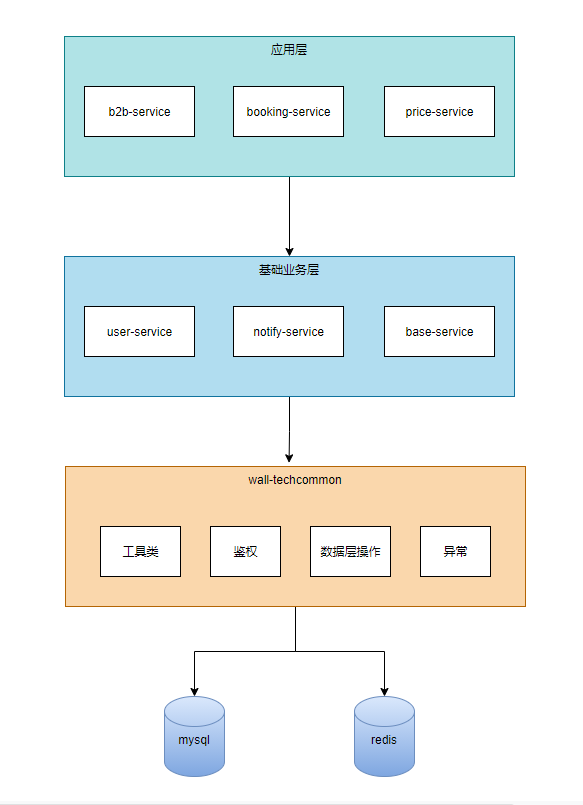 应用层
b2b-service
booking-service
price-service
基础业务层
user-service
notify-service
base-service
wall-techcommon
工具类
鉴权
数据层操作
异常
mysql
redis